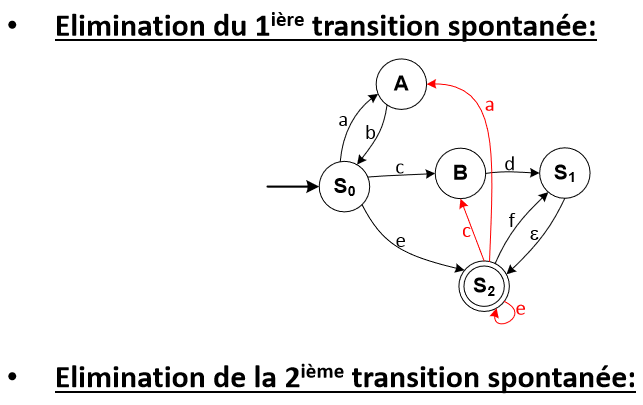 • Elimination du 1ière transition spontanée:
A
a
a
b
S0
c
B
d
S1
e
c
f
ε
S2
e
• Elimination de la 2ième transition spontanée: